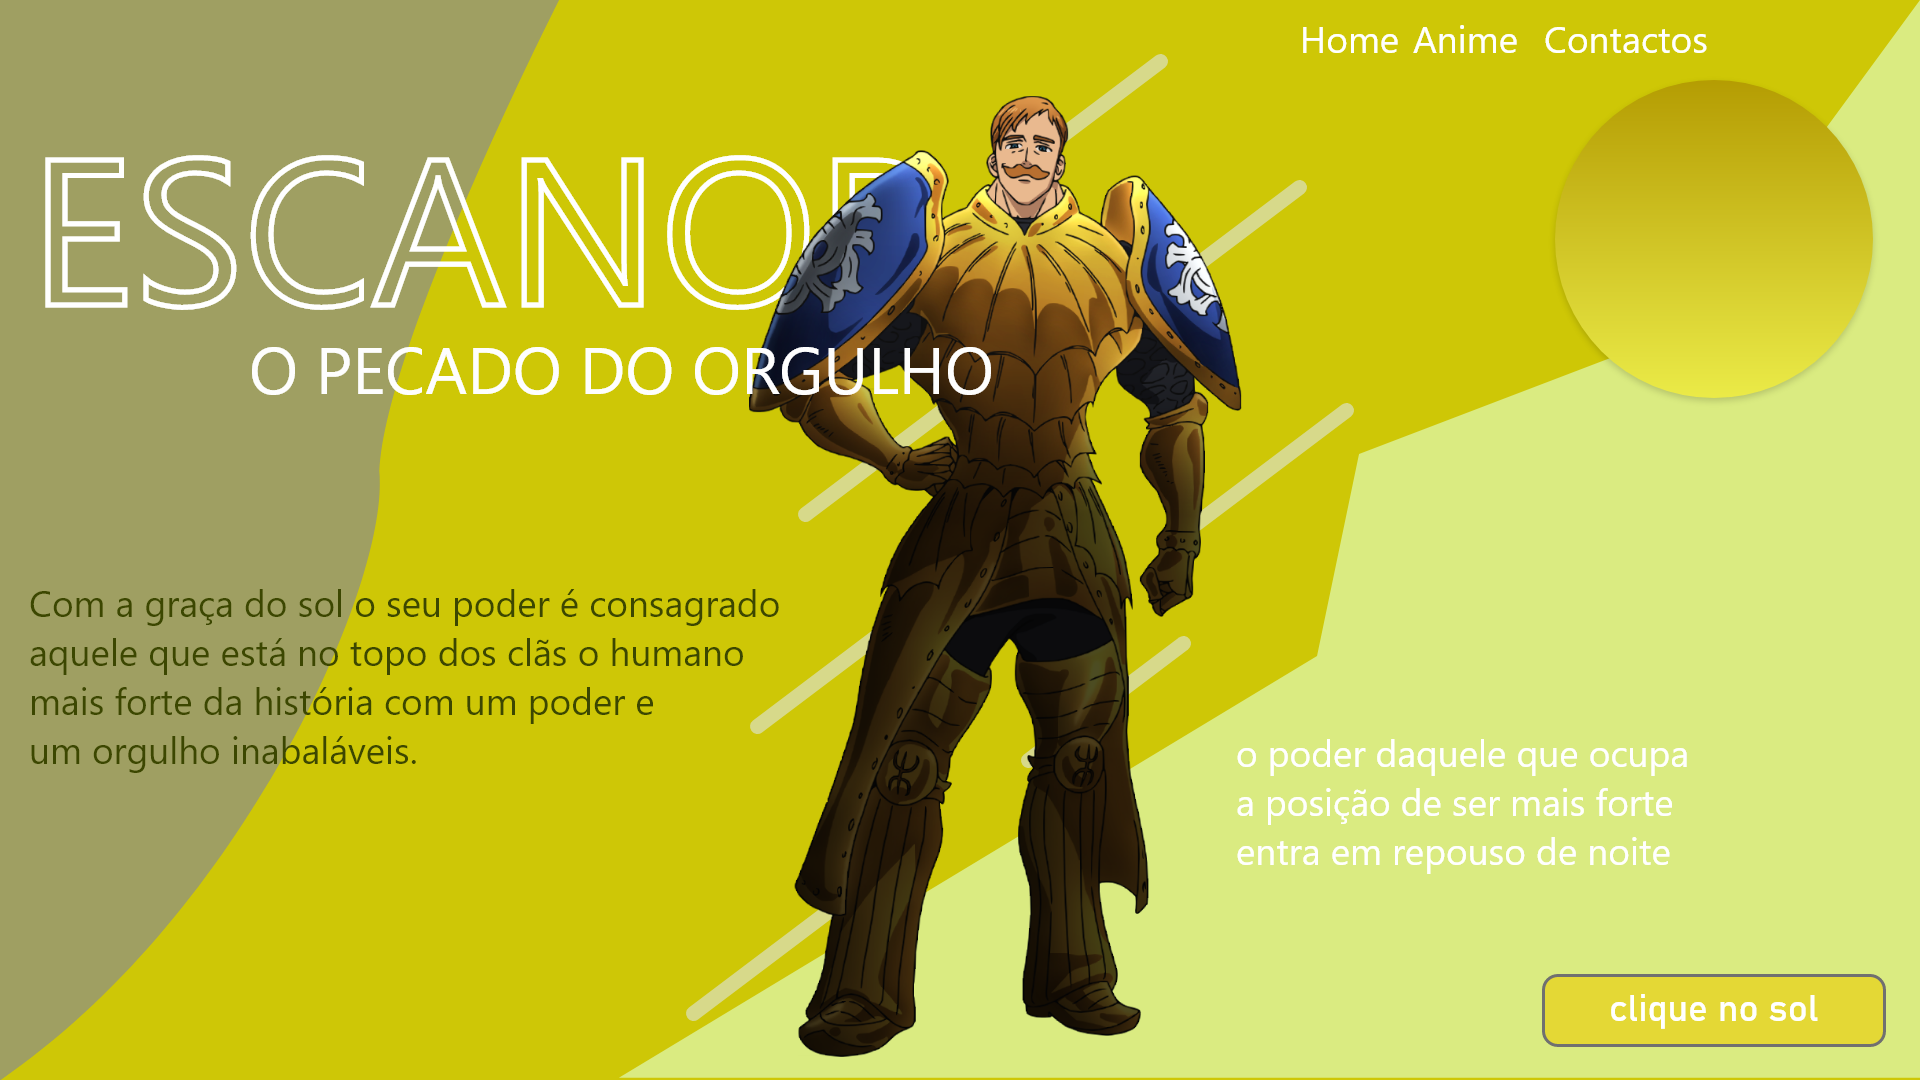 Home Anime Contactos
ESCANOR
O PECADO DO ORGULHO
Com a graça do sol o seu poder é consagrado
aquele que está no topo dos clãs o humano
mais forte da história com um poder e
um orgulho inabaláveis.
o poder daquele que ocupa
a posição de ser mais forte
entra em repouso de noite
clique no sol